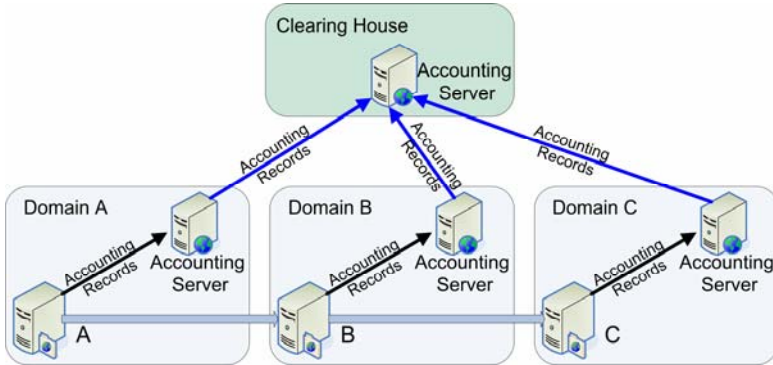 Clearing House
Accounting
Server
Accounting
Records
Accounting
Records
Accounting
Records
Domain A
Accounting
Records
Accounting
Server
A
Domain B
Accounting
Records
Accounting
Server
B
Domain C
Accounting
Records
Accounting
Server
C